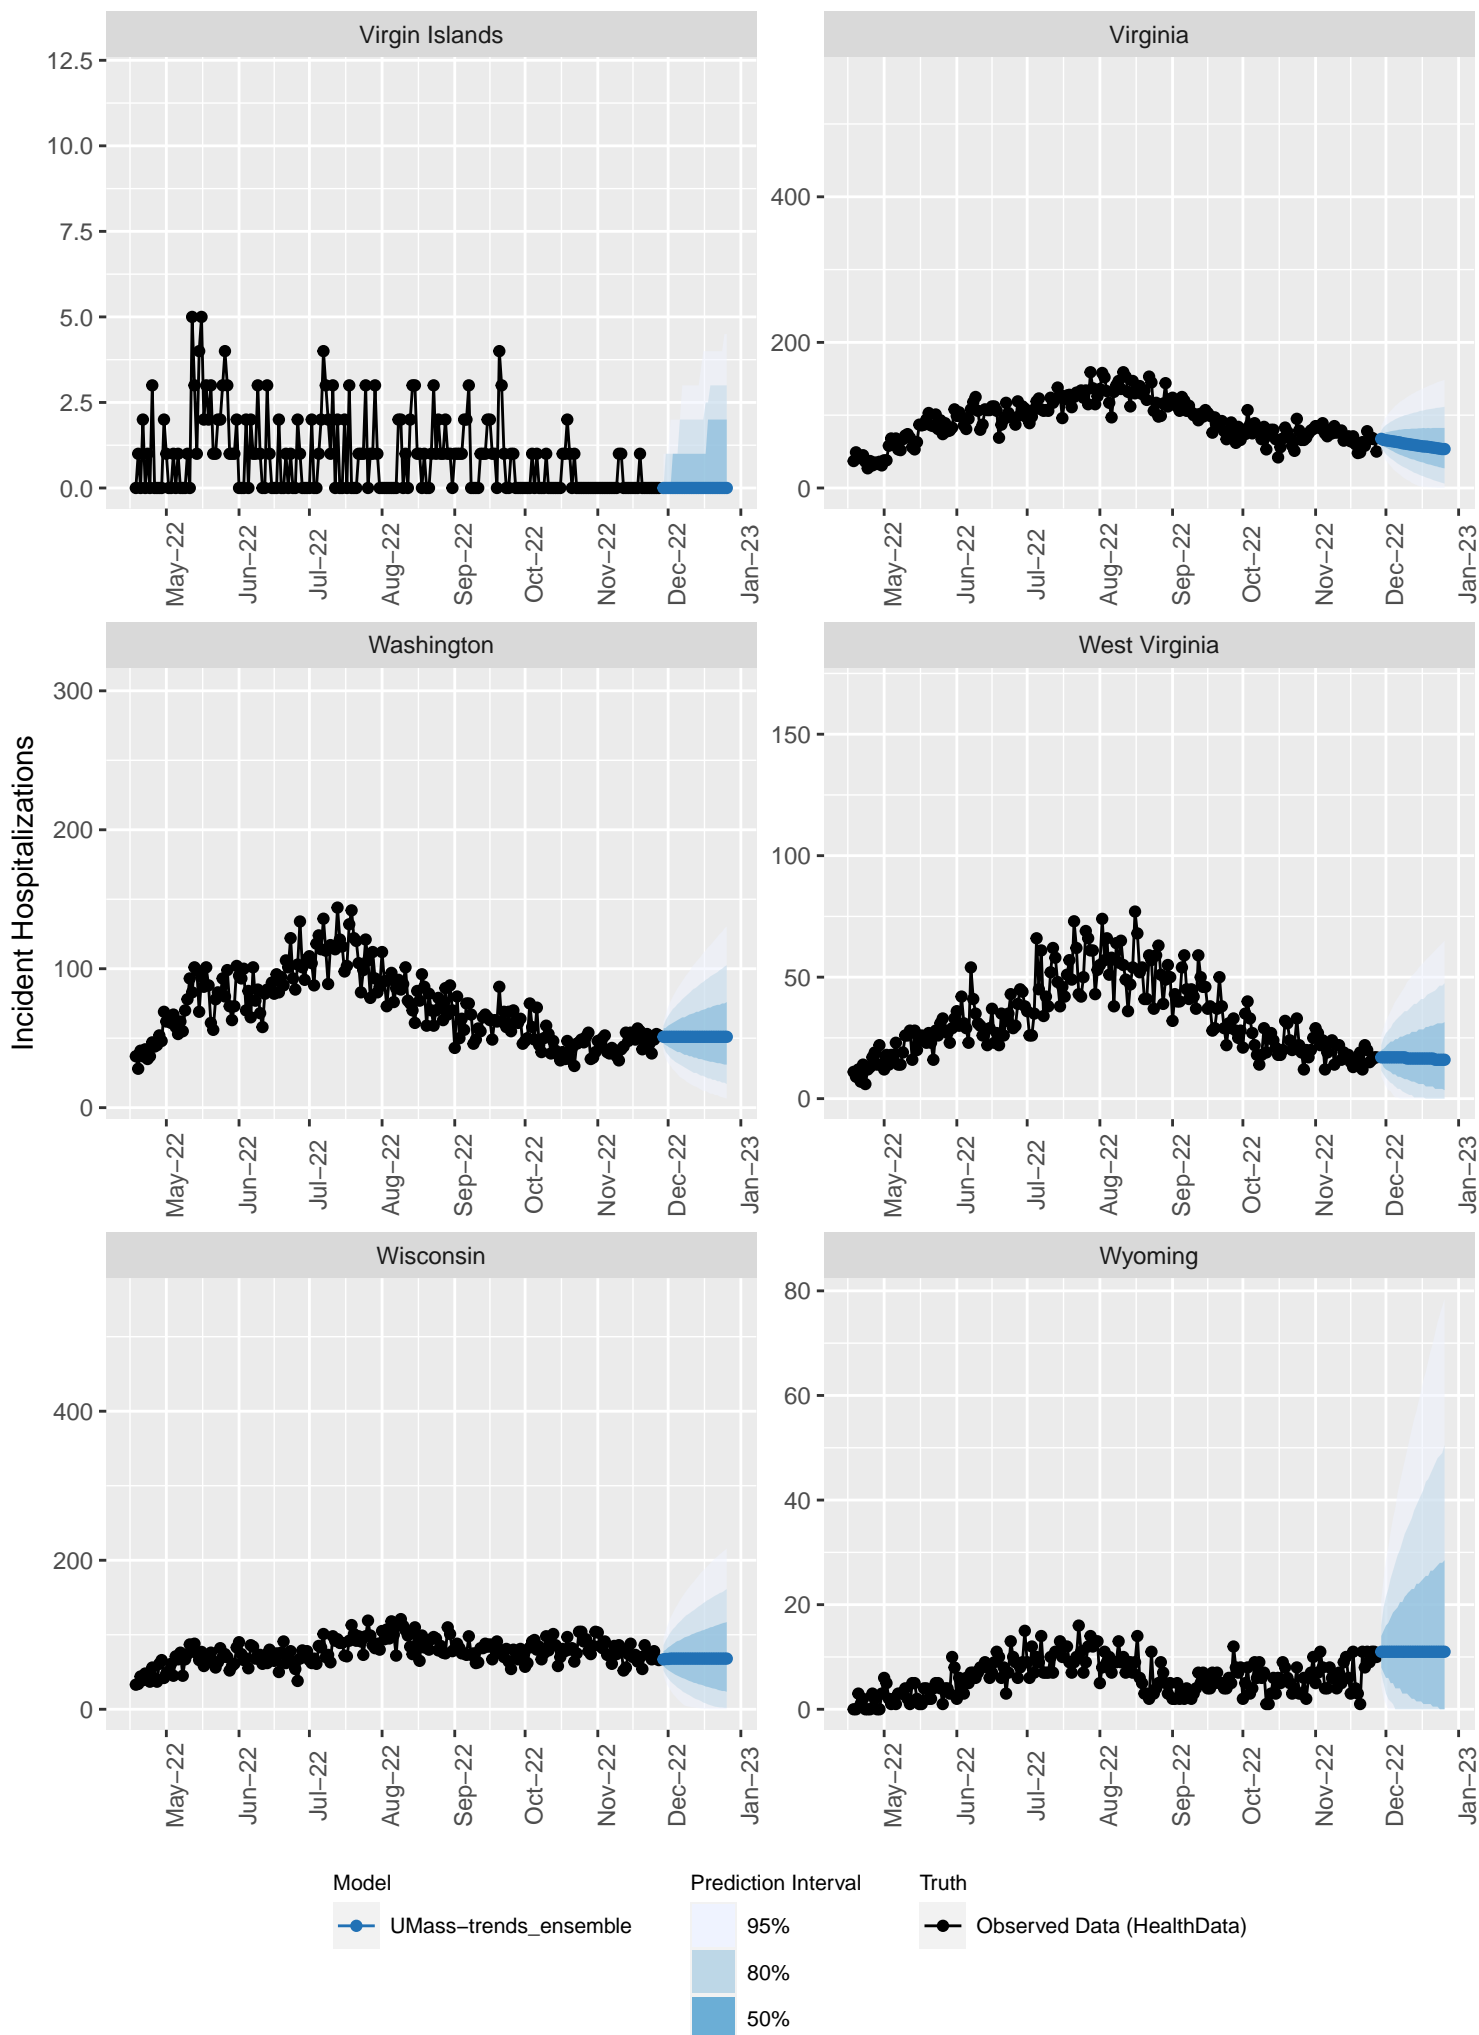 Virgin Islands
Virginia
12.5
10.0
7.5
5.0
2.5
0.0
400
200
0
May−22
Jun−22
Jul−22
Aug−22
Sep−22
Oct−22
Nov−22
Dec−22
Jan−23
May−22
Jun−22
Jul−22
Aug−22
Sep−22
Oct−22
Nov−22
Dec−22
Jan−23
Incident Hospitalizations
Washington
West Virginia
300
200
100
0
150
100
50
0
May−22
Jun−22
Jul−22
Aug−22
Sep−22
Oct−22
Nov−22
Dec−22
Jan−23
May−22
Jun−22
Jul−22
Aug−22
Sep−22
Oct−22
Nov−22
Dec−22
Jan−23
Wisconsin
Wyoming
400
200
0
80
60
40
20
0
May−22
Jun−22
Jul−22
Aug−22
Sep−22
Oct−22
Nov−22
Dec−22
Jan−23
May−22
Jun−22
Jul−22
Aug−22
Sep−22
Oct−22
Nov−22
Dec−22
Jan−23
Model
UMass−trends_ensemble
Prediction Interval
95%
80%
50%
Truth
Observed Data (HealthData)